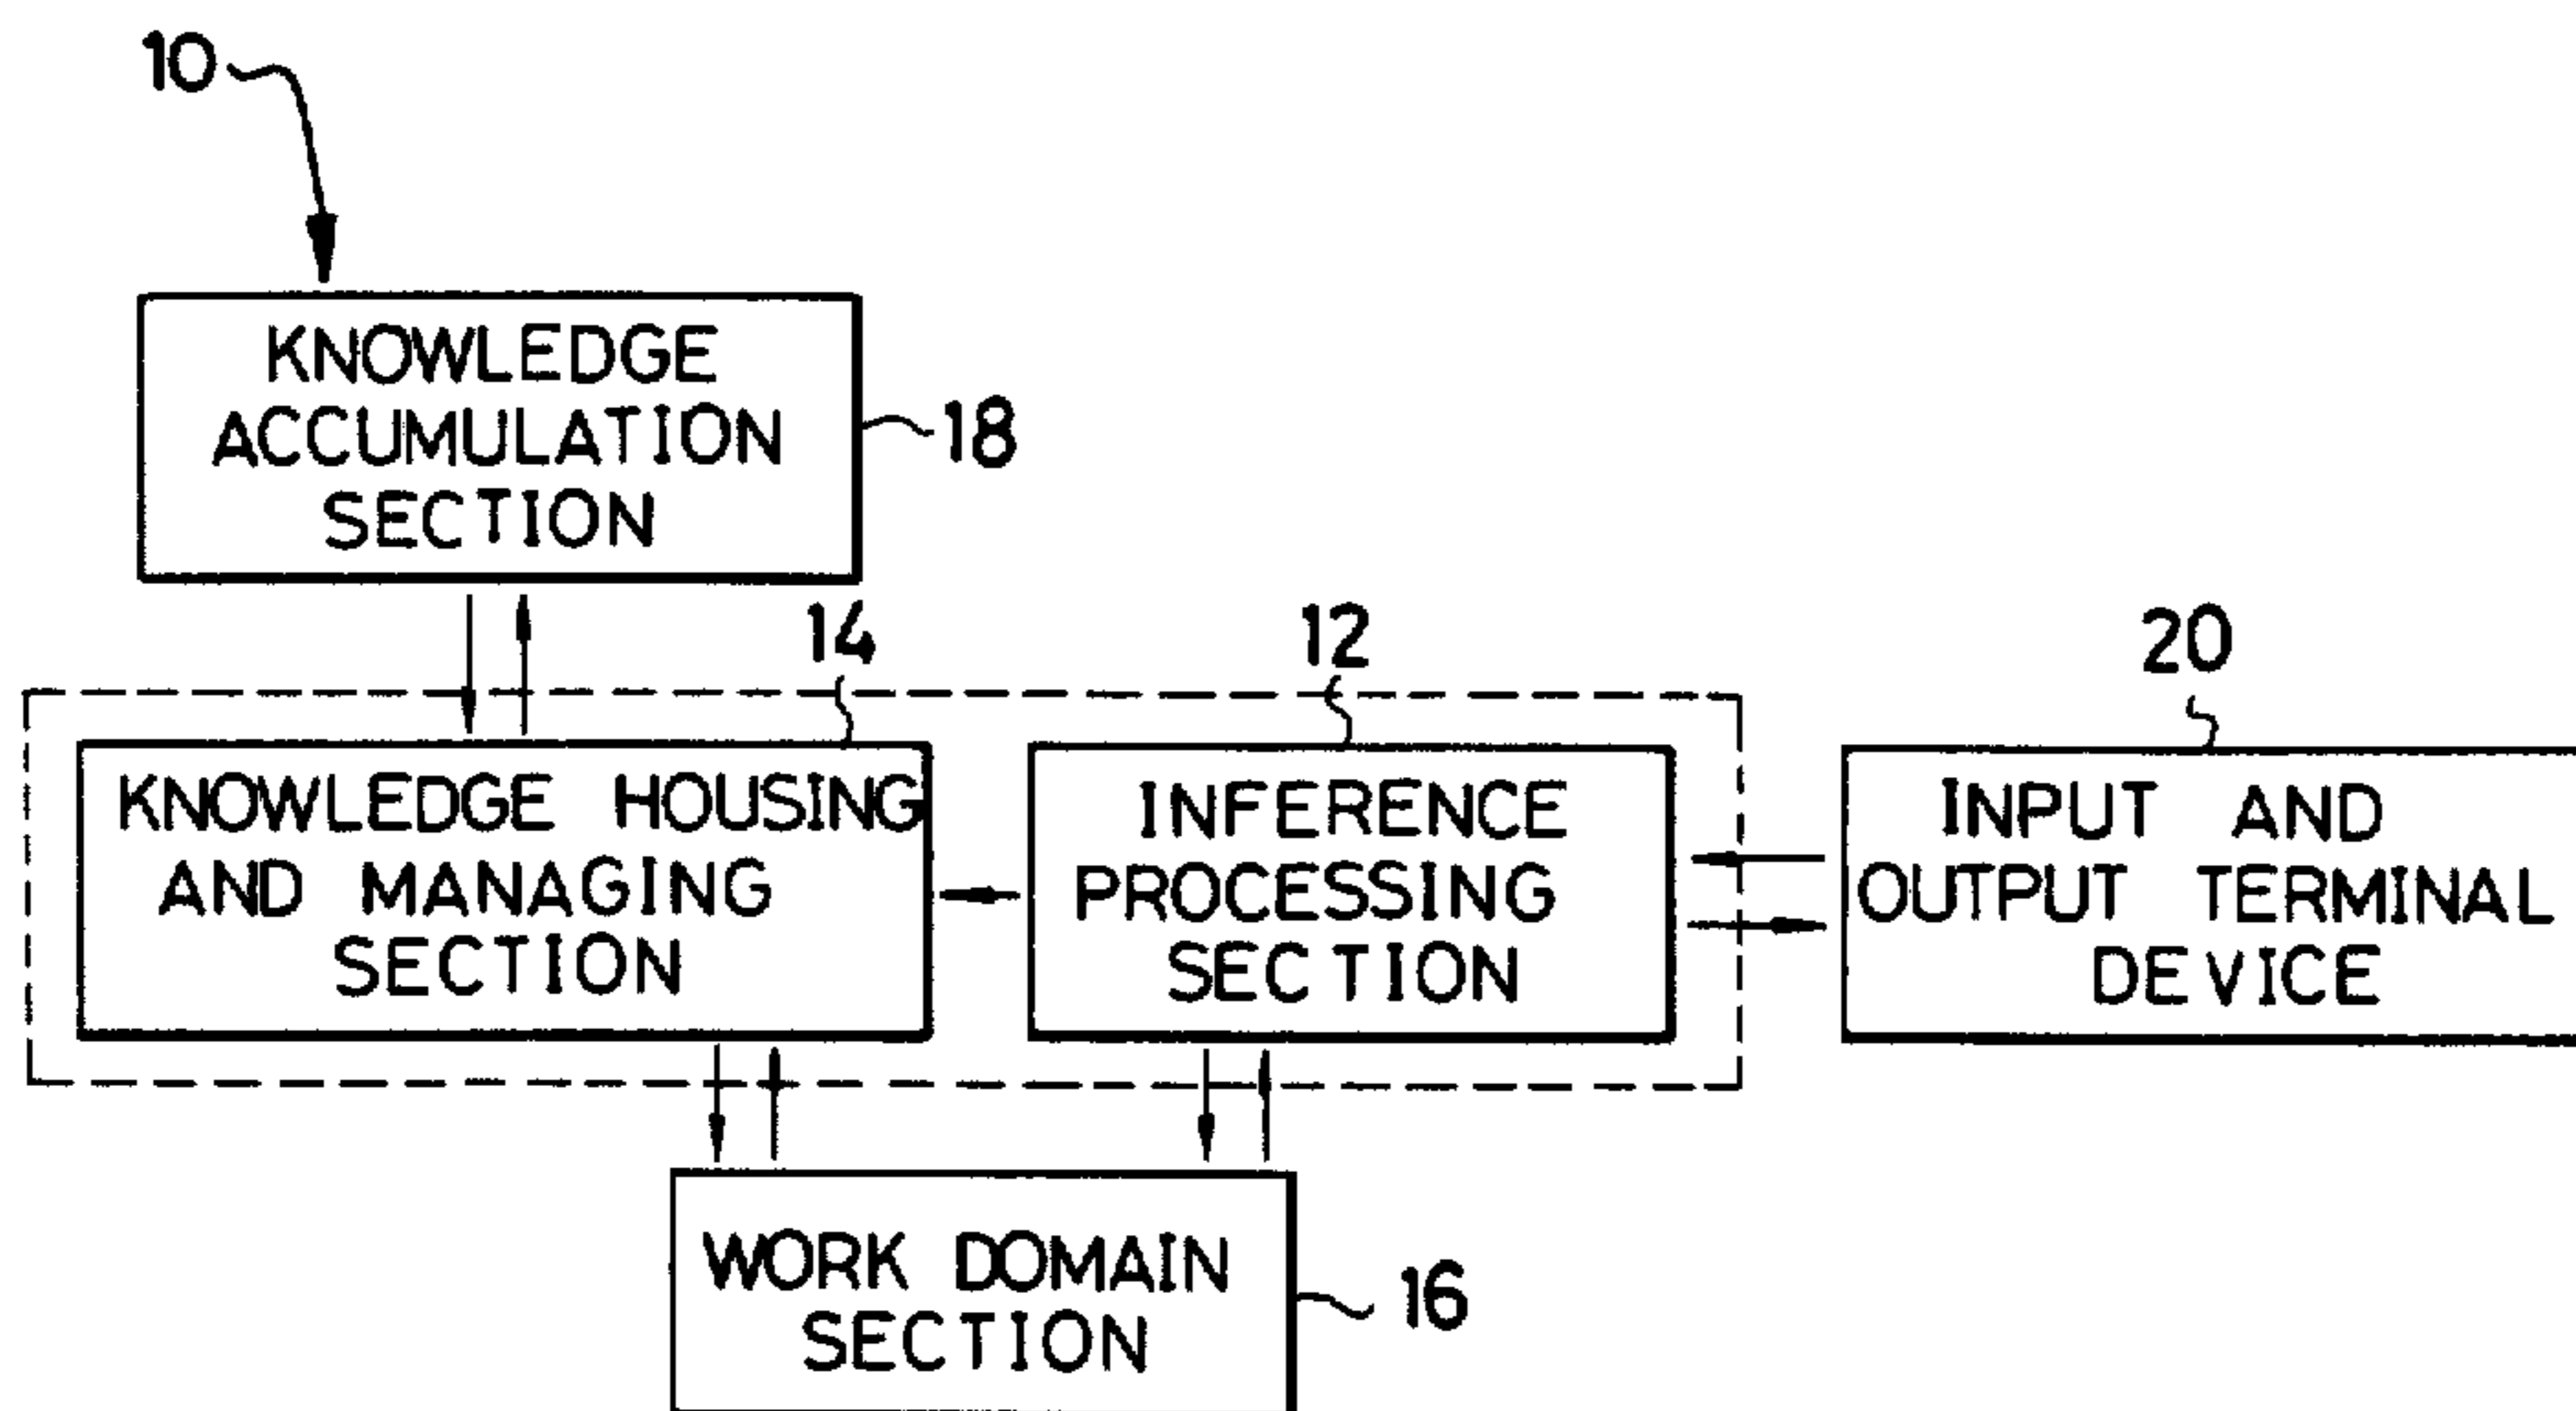 10
KNOWLEDGE
ACCUMULATION
SECTION
18
14
12
20
KNOWLEDGE HOUSING
AND MANAGING
SECTION
INFERENCE
PROCESSING
SECTION
INPUT AND
OUTPUT TERMINAL
DEVICE
WORK DOMAIN
SECTION
16